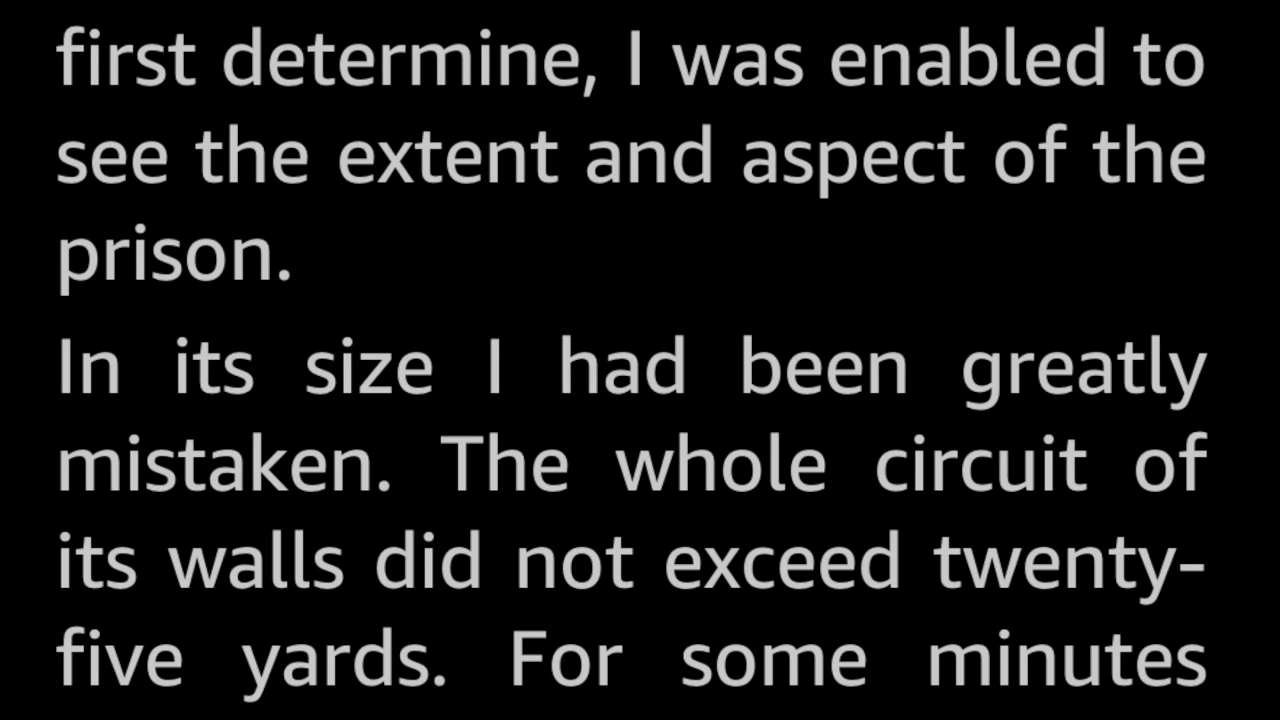 first determine, I was enabled to
see the extent and aspect of the
prison.
In its size I had been greatly
mistaken. The whole circuit of
its walls did not exceed twenty-
five yards. For some minutes